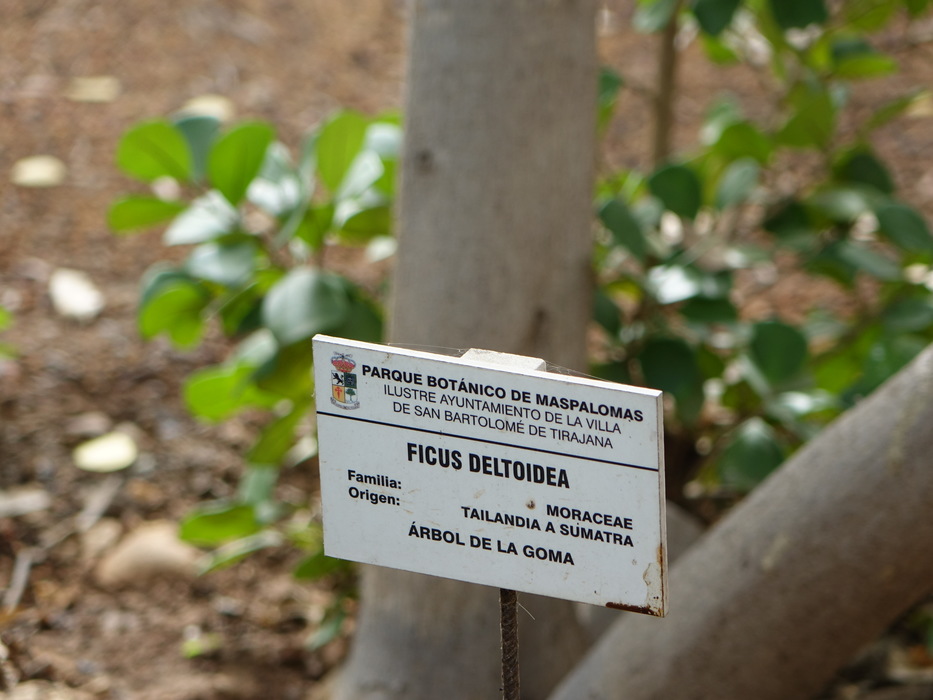 PARQUE BOTÁNICO DE MASPALOMAS
ILUSTRE AYUNTAMIENTO DE LA VILLA
DE SAN BARTOLOMÉ DE TIRAJANA
FICUS DELTOIDEA
Familia: MORACEAE
Origen: TAILANDIA A SUMATRA
ÁRBOL DE LA GOMA